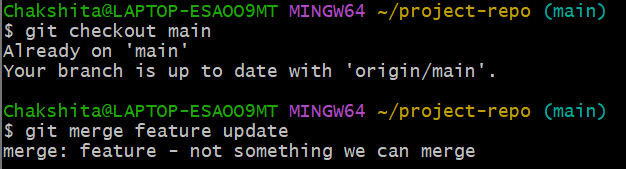 Chakshita@LAPTOP-ESAOO9MT MINGW64 ~/project-repo (main)
$ git checkout main
Already on 'main'
Your branch is up to date with 'origin/main'.
Chakshita@LAPTOP-ESAOO9MT MINGW64 ~/project-repo (main)
$ git merge feature update
merge: feature - not something we can merge